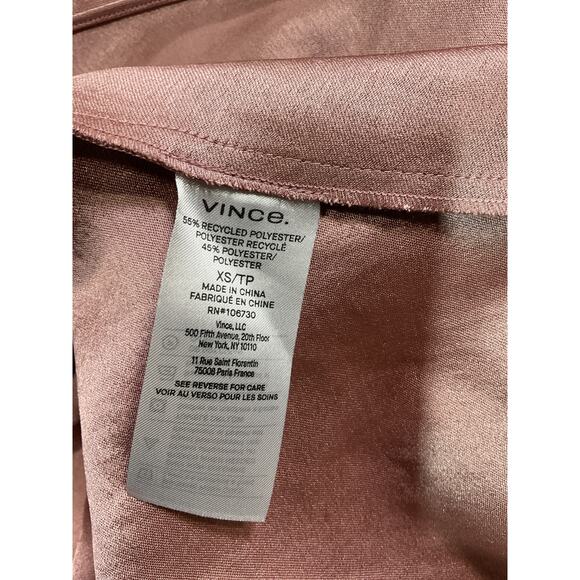 VINCE.
55% RECYCLED POLYESTER/
POLYESTER RECYCLÉ
45% POLYESTER/
POLYESTER
XS/TP
MADE IN CHINA
FABRIQUÉ EN CHINE
RN#106730
Vince, LLC
500 Fifth Avenue, 20th Floor
New York, NY 10110
11 Rue Saint Florentin
75008 Paris France
SEE REVERSE FOR CARE
VOIR AU VERSO POUR LES SOINS